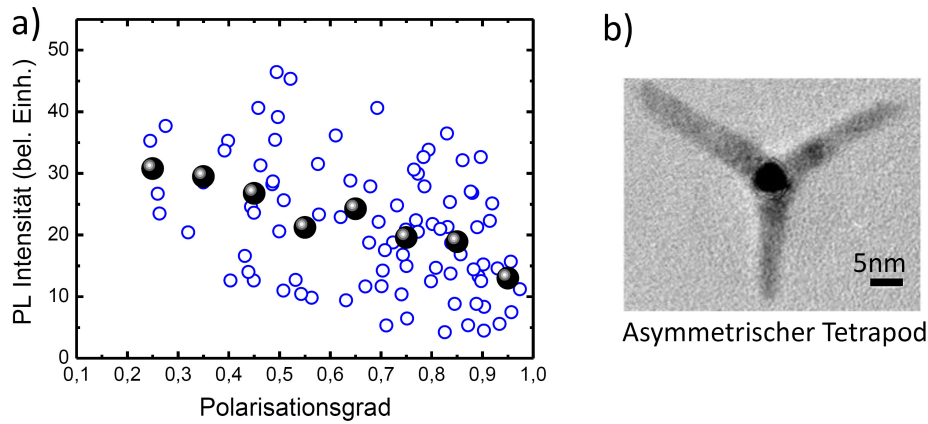 a)
PL Intensität (bel. Einh.)
50
40
30
20
10
0
0,1 0,2 0,3 0,4 0,5 0,6 0,7 0,8 0,9 1,0
Polarisationsgrad
b)
5nm
Asymmetrischer Tetrapod